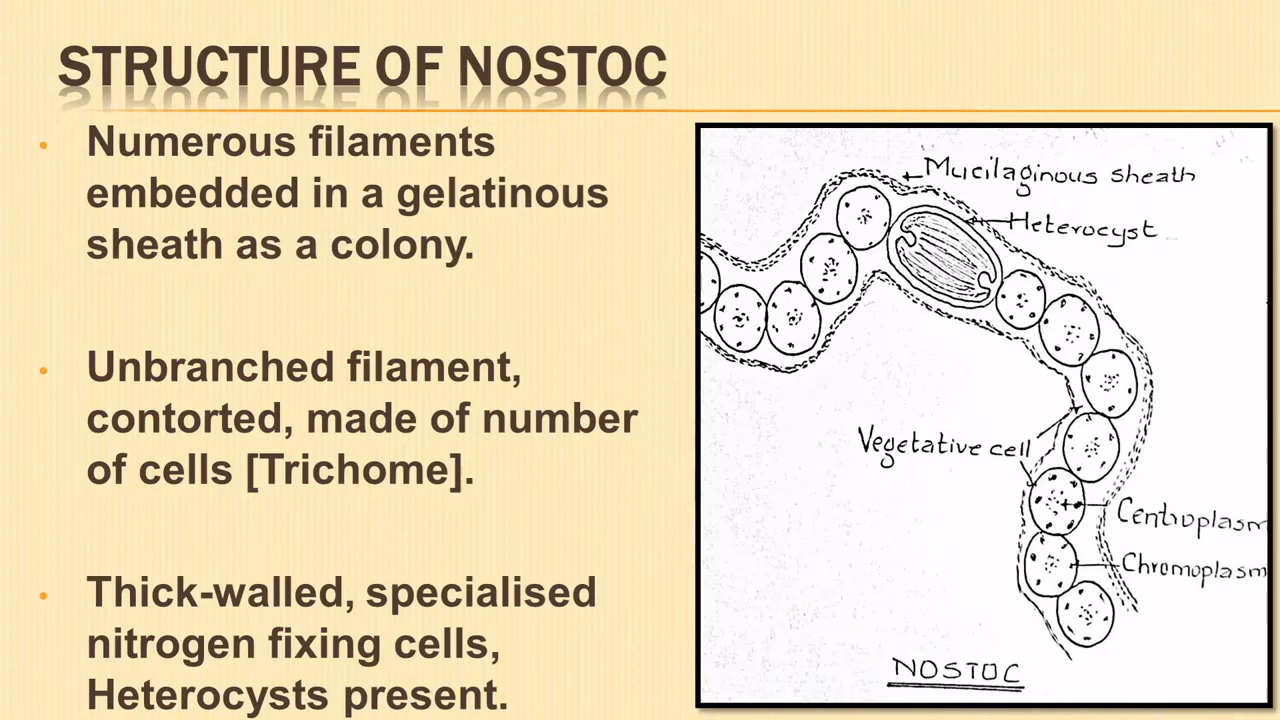 STRUCTURE OF NOSTOC
• Numerous filaments
embedded in a gelatinous
sheath as a colony.
• Unbranched filament,
contorted, made of number
of cells [Trichome].
• Thick-walled, specialised
nitrogen fixing cells,
Heterocysts present.
Mucilaginous sheath
Heterocyst
Vegetative cell
Centroplasm
Chromoplasm
NOSTOC